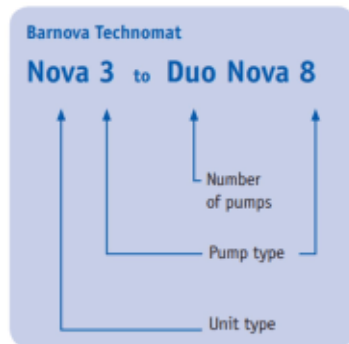 Barnova Technomat
Nova 3 to Duo Nova 8
Number
of pumps
Pump type
Unit type